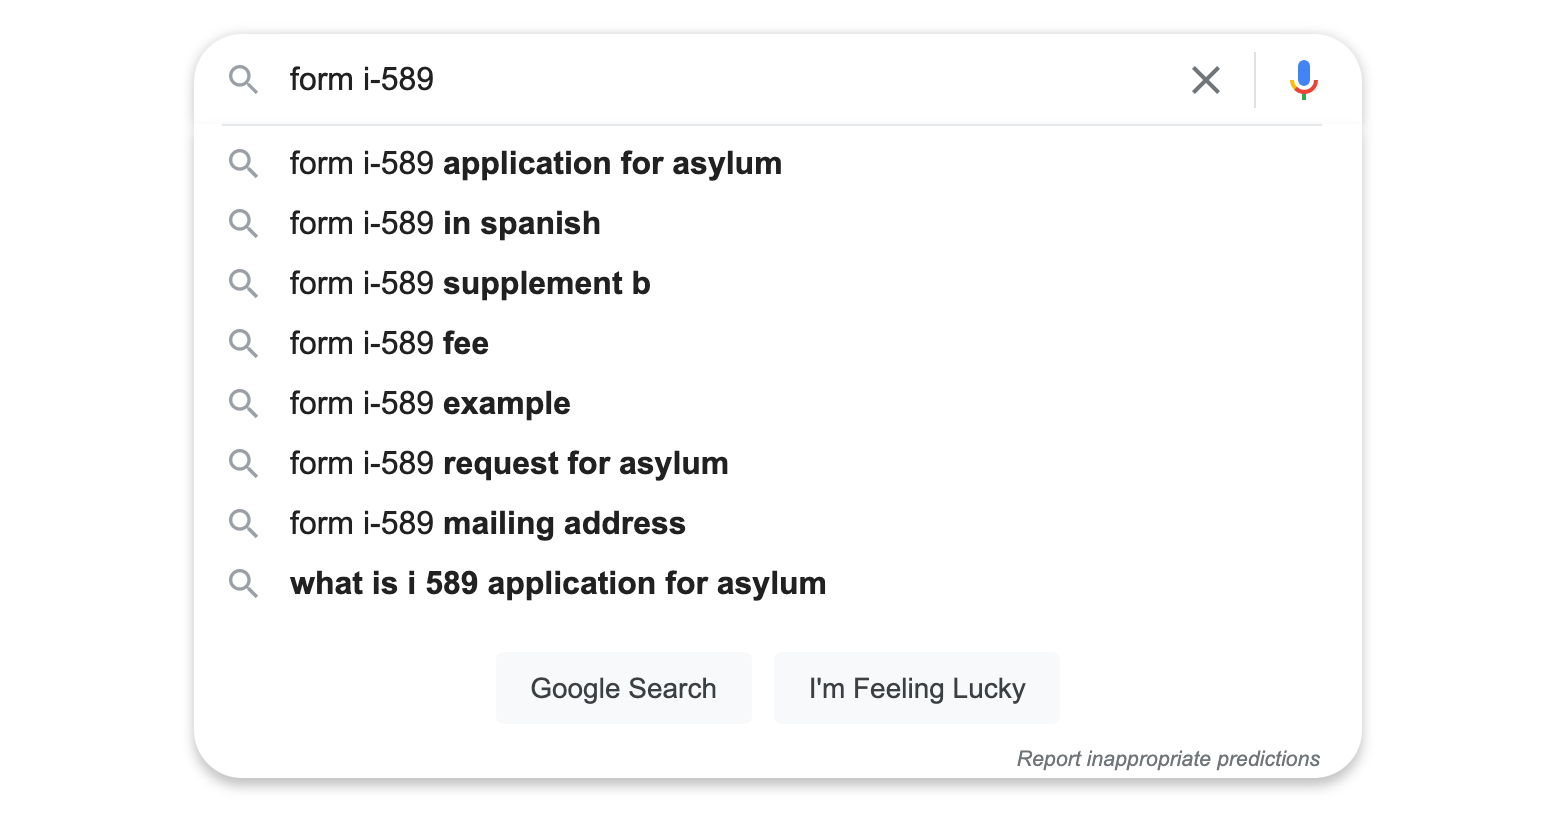 form i-589
form i-589 application for asylum
form i-589 in spanish
form i-589 supplement b
form i-589 fee
form i-589 example
form i-589 request for asylum
form i-589 mailing address
what is i 589 application for asylum
Google Search I'm Feeling Lucky
Report inappropriate predictions